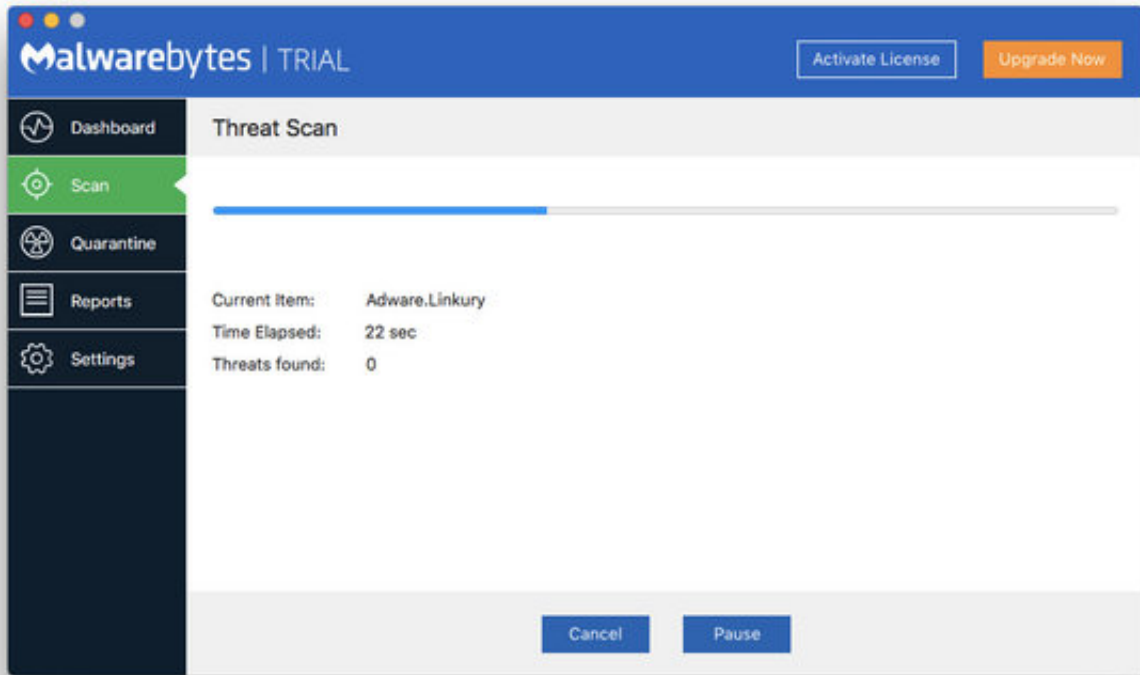 Malwarebytes | TRIAL
Activate License
Upgrade Now
Dashboard
Scan
Quarantine
Reports
Settings
Threat Scan
Current Item: Adware.Linkury
Time Elapsed: 22 sec
Threats found: 0
Cancel
Pause